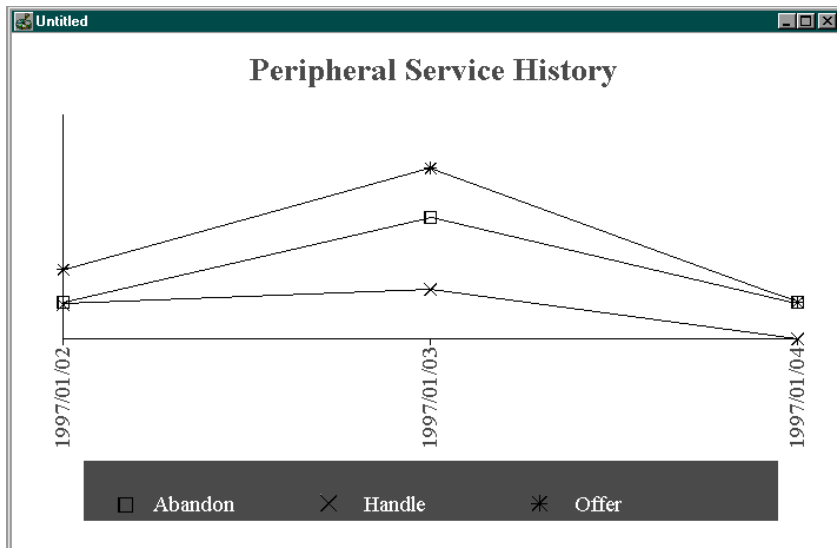 Untitled
Peripheral Service History
1997/01/02
1997/01/03
1997/01/04
Abandon Handle Offer